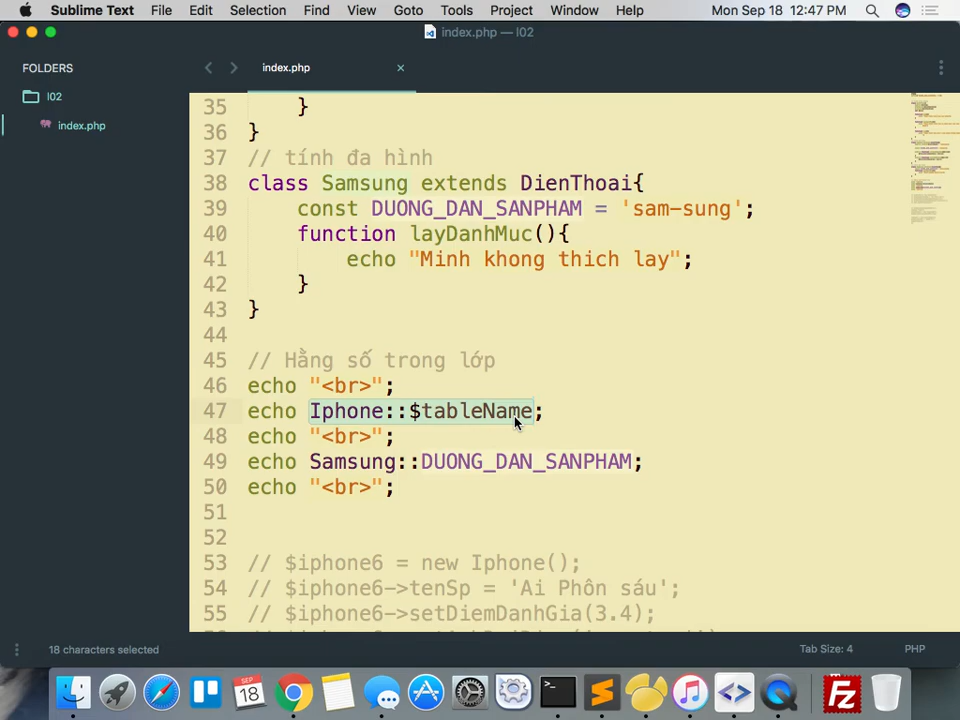 Sublime Text File Edit Selection Find View Goto Tools Project Window Help Mon Sep 18 12:47 PM
index.php — l02
FOLDERS
l02
index.php
index.php ×
35 }
36 }
37 // tính đa hình
38 class Samsung extends DienThoai{
39 const DUONG_DAN_SANPHAM = 'sam-sung';
40 function layDanhMuc(){
41 echo "Minh khong thich lay";
42 }
43 }
44
45 // Hằng số trong lớp
46 echo "<br>";
47 echo Iphone::$tableName;
48 echo "<br>";
49 echo Samsung::DUONG_DAN_SANPHAM;
50 echo "<br>";
51
52
53 // $iphone6 = new Iphone();
54 // $iphone6->tenSp = 'Ai Phôn sáu';
55 // $iphone6->setDiemDanhGia(3.4);
18 characters selected Tab Size: 4 PHP
SEP
18
Fz